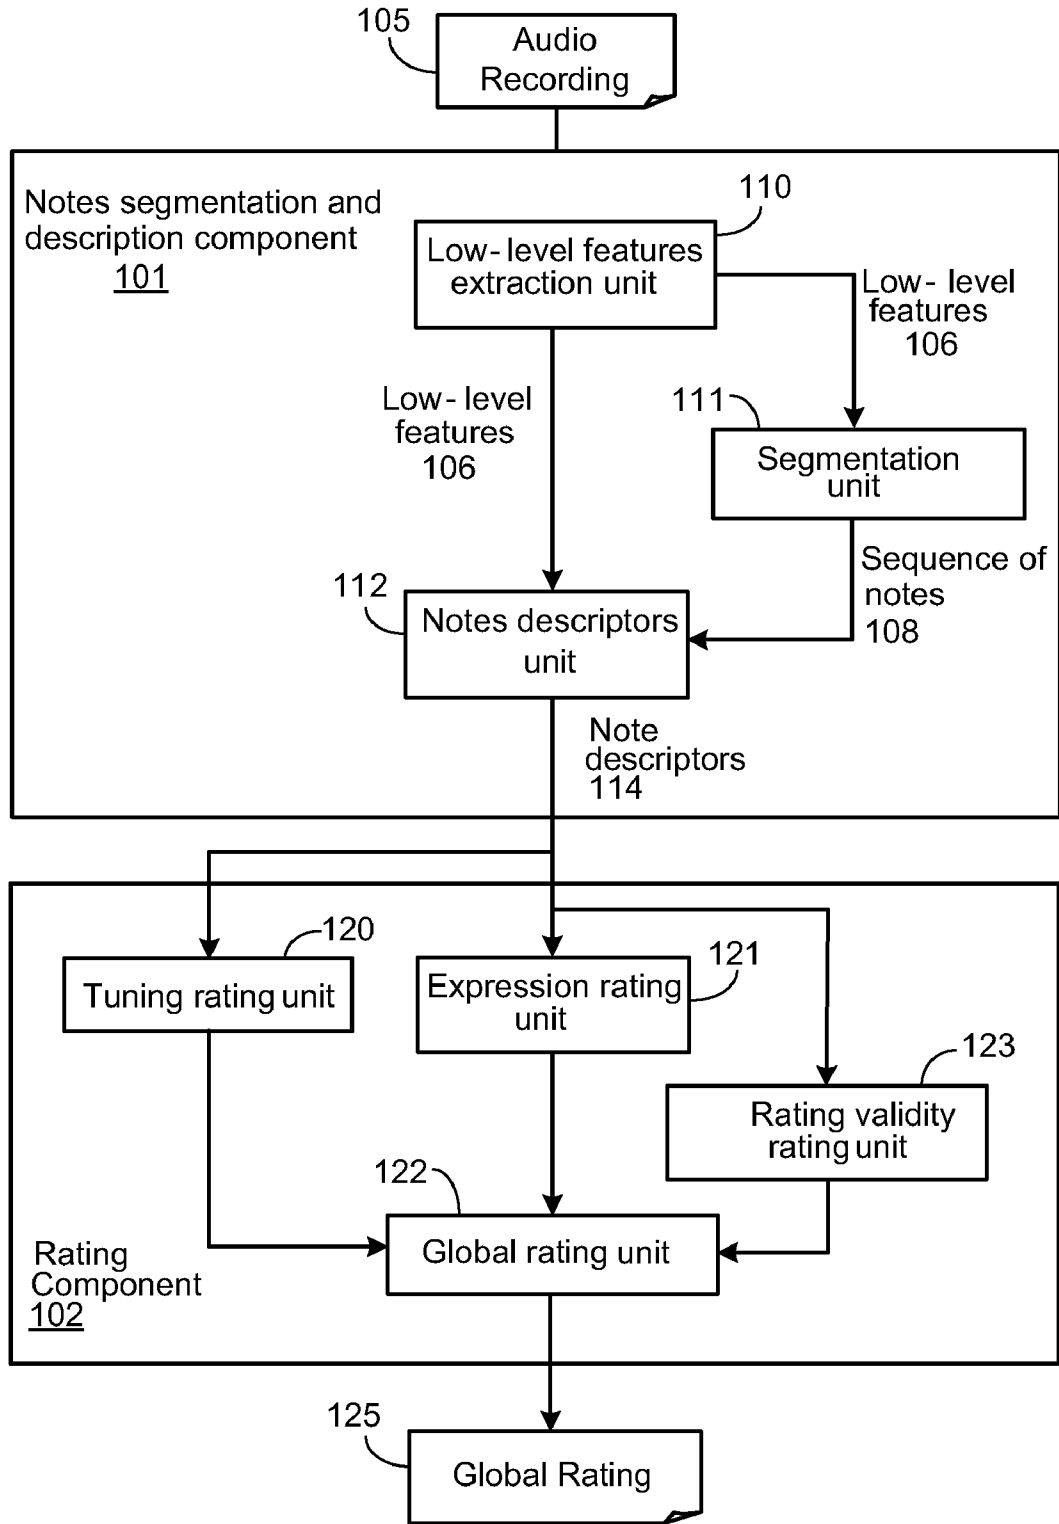 105
Audio
Recording
Notes segmentation and
description component
101
110
Low-level features
extraction unit
Low- level
features
106
Low- level
features
106
111
Segmentation
unit
Sequence of
notes
108
112
Notes descriptors
unit
Note
descriptors
114
120
Tuning rating unit
Expression rating
unit
121
123
Rating validity
rating unit
122
Global rating unit
Rating
Component
102
125
Global Rating